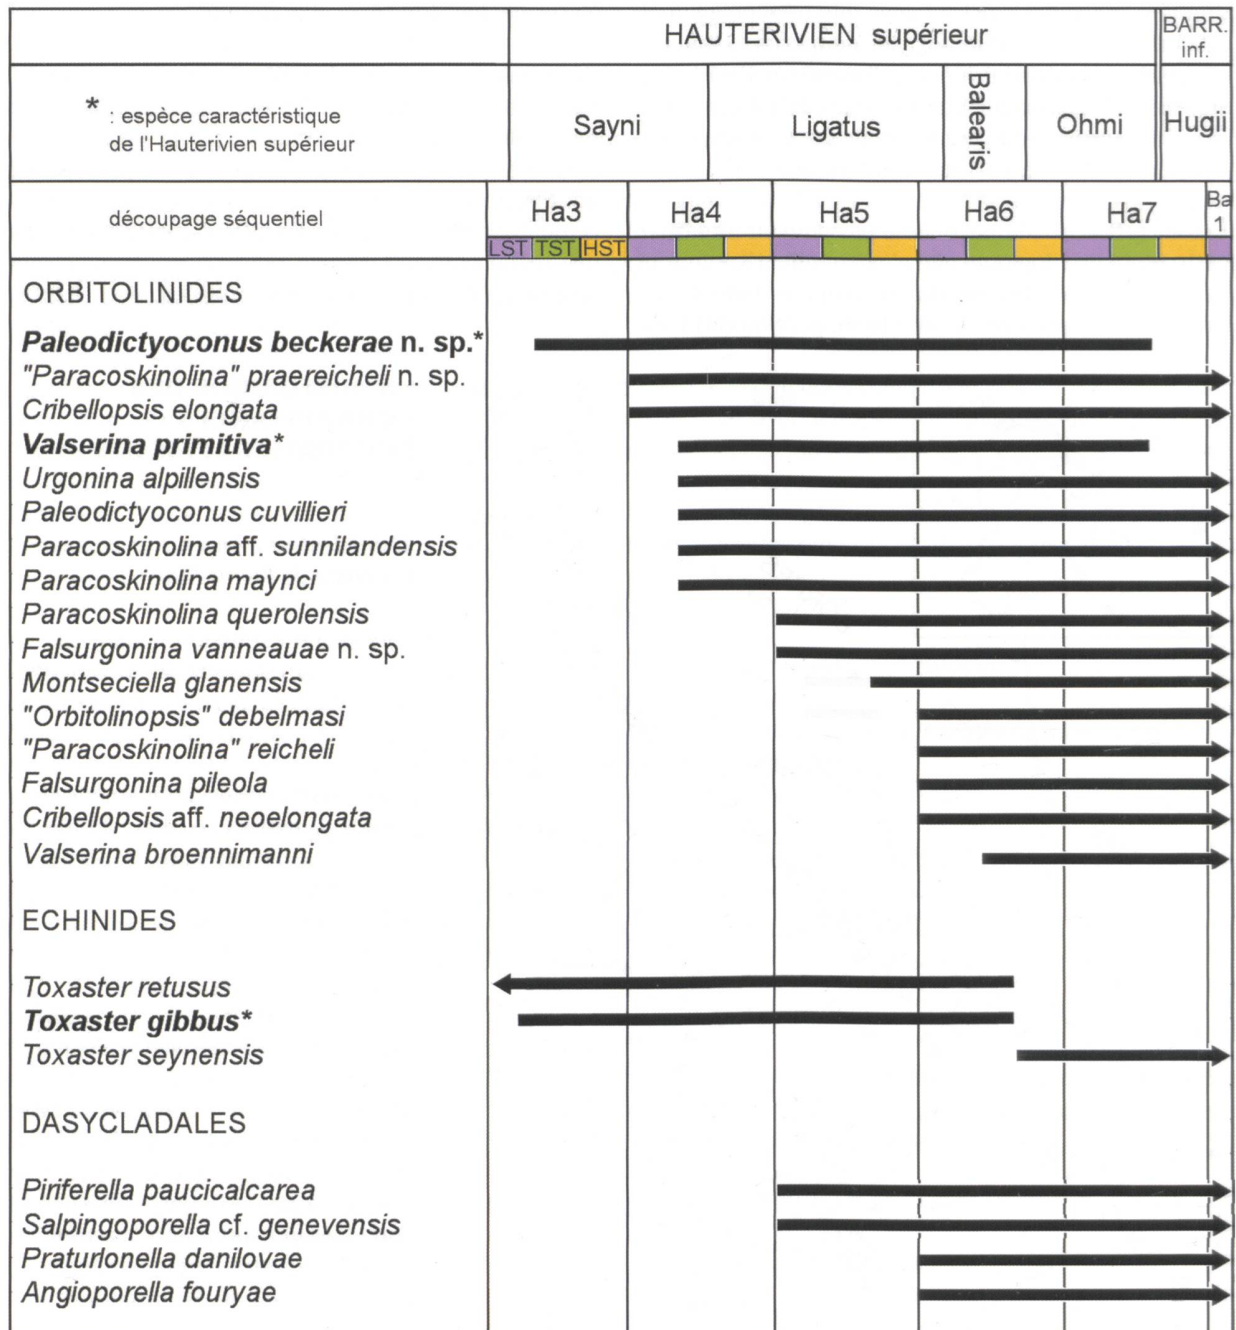 HAUTERIVIEN supérieur
BARR.
inf.
* : espèce caractéristique
de l'Hauterivien supérieur
Sayni
Ligatus
Balearis
Ohmi
Hugii
découpage séquentiel
Ha3
Ha4
Ha5
Ha6
Ha7
Ba
1
LST TST HST
ORBITOLINIDES
Paleodictyoconus beckerae n. sp.*
"Paracoskinolina" praereicheli n. sp.
Cribellopsis elongata
Valserina primitiva*
Urgonina alpillensis
Paleodictyoconus cuvillieri
Paracoskinolina aff. sunnilandensis
Paracoskinolina maynci
Paracoskinolina querolensis
Falsurgonina vanneauae n. sp.
Montseciella glanensis
"Orbitolinopsis" debelmasi
"Paracoskinolina" reicheli
Falsurgonina pileola
Cribellopsis aff. neoelongata
Valserina broennimanni
ECHINIDES
Toxaster retusus
Toxaster gibbus*
Toxaster seynensis
DASYCLADALES
Piriferella paucicalcarea
Salpingoporella cf. genevensis
Praturlonella danilovae
Angioporella fouryae